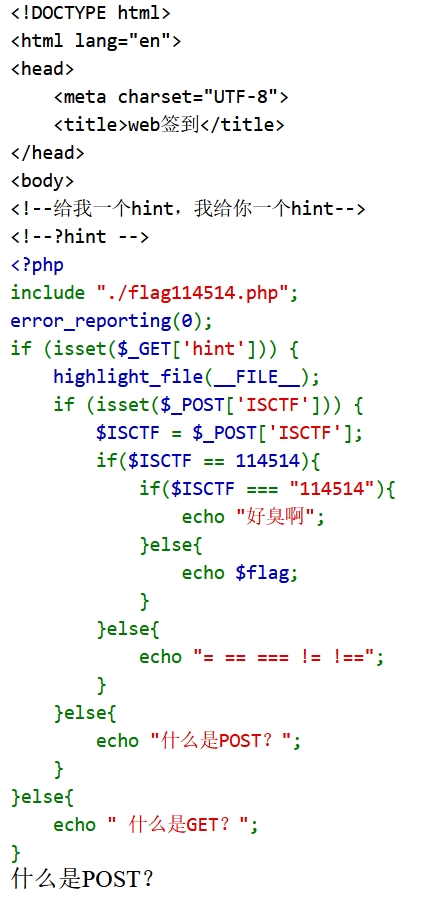 <!DOCTYPE html>
<html lang="en">
<head>
    <meta charset="UTF-8">
    <title>web签到</title>
</head>
<body>
<!--给我一个hint，我给你一个hint-->
<!--?hint -->
<?php
include "./flag114514.php";
error_reporting(0);
if (isset($_GET['hint'])) {
    highlight_file(__FILE__);
    if (isset($_POST['ISCTF'])) {
        $ISCTF = $_POST['ISCTF'];
        if($ISCTF == 114514){
            if($ISCTF === "114514"){
                echo "好臭啊";
            }else{
                echo $flag;
            }
        }else{
            echo "= == === != !==";
        }
    }else{
        echo "什么是POST？";
    }
}else{
    echo " 什么是GET？";
}
什么是POST？